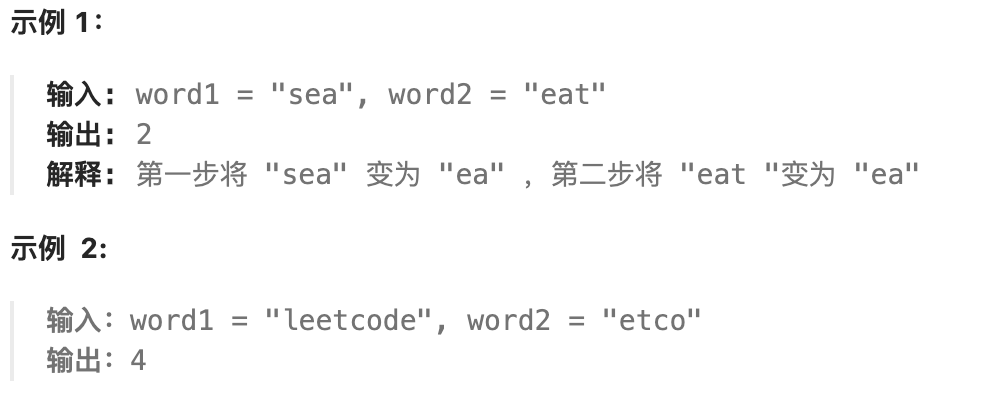 示例 1：
输入：word1 = "sea", word2 = "eat"
输出：2
解释：第一步将 "sea" 变为 "ea" ，第二步将 "eat "变为 "ea"
示例  2:
输入：word1 = "leetcode", word2 = "etco"
输出：4